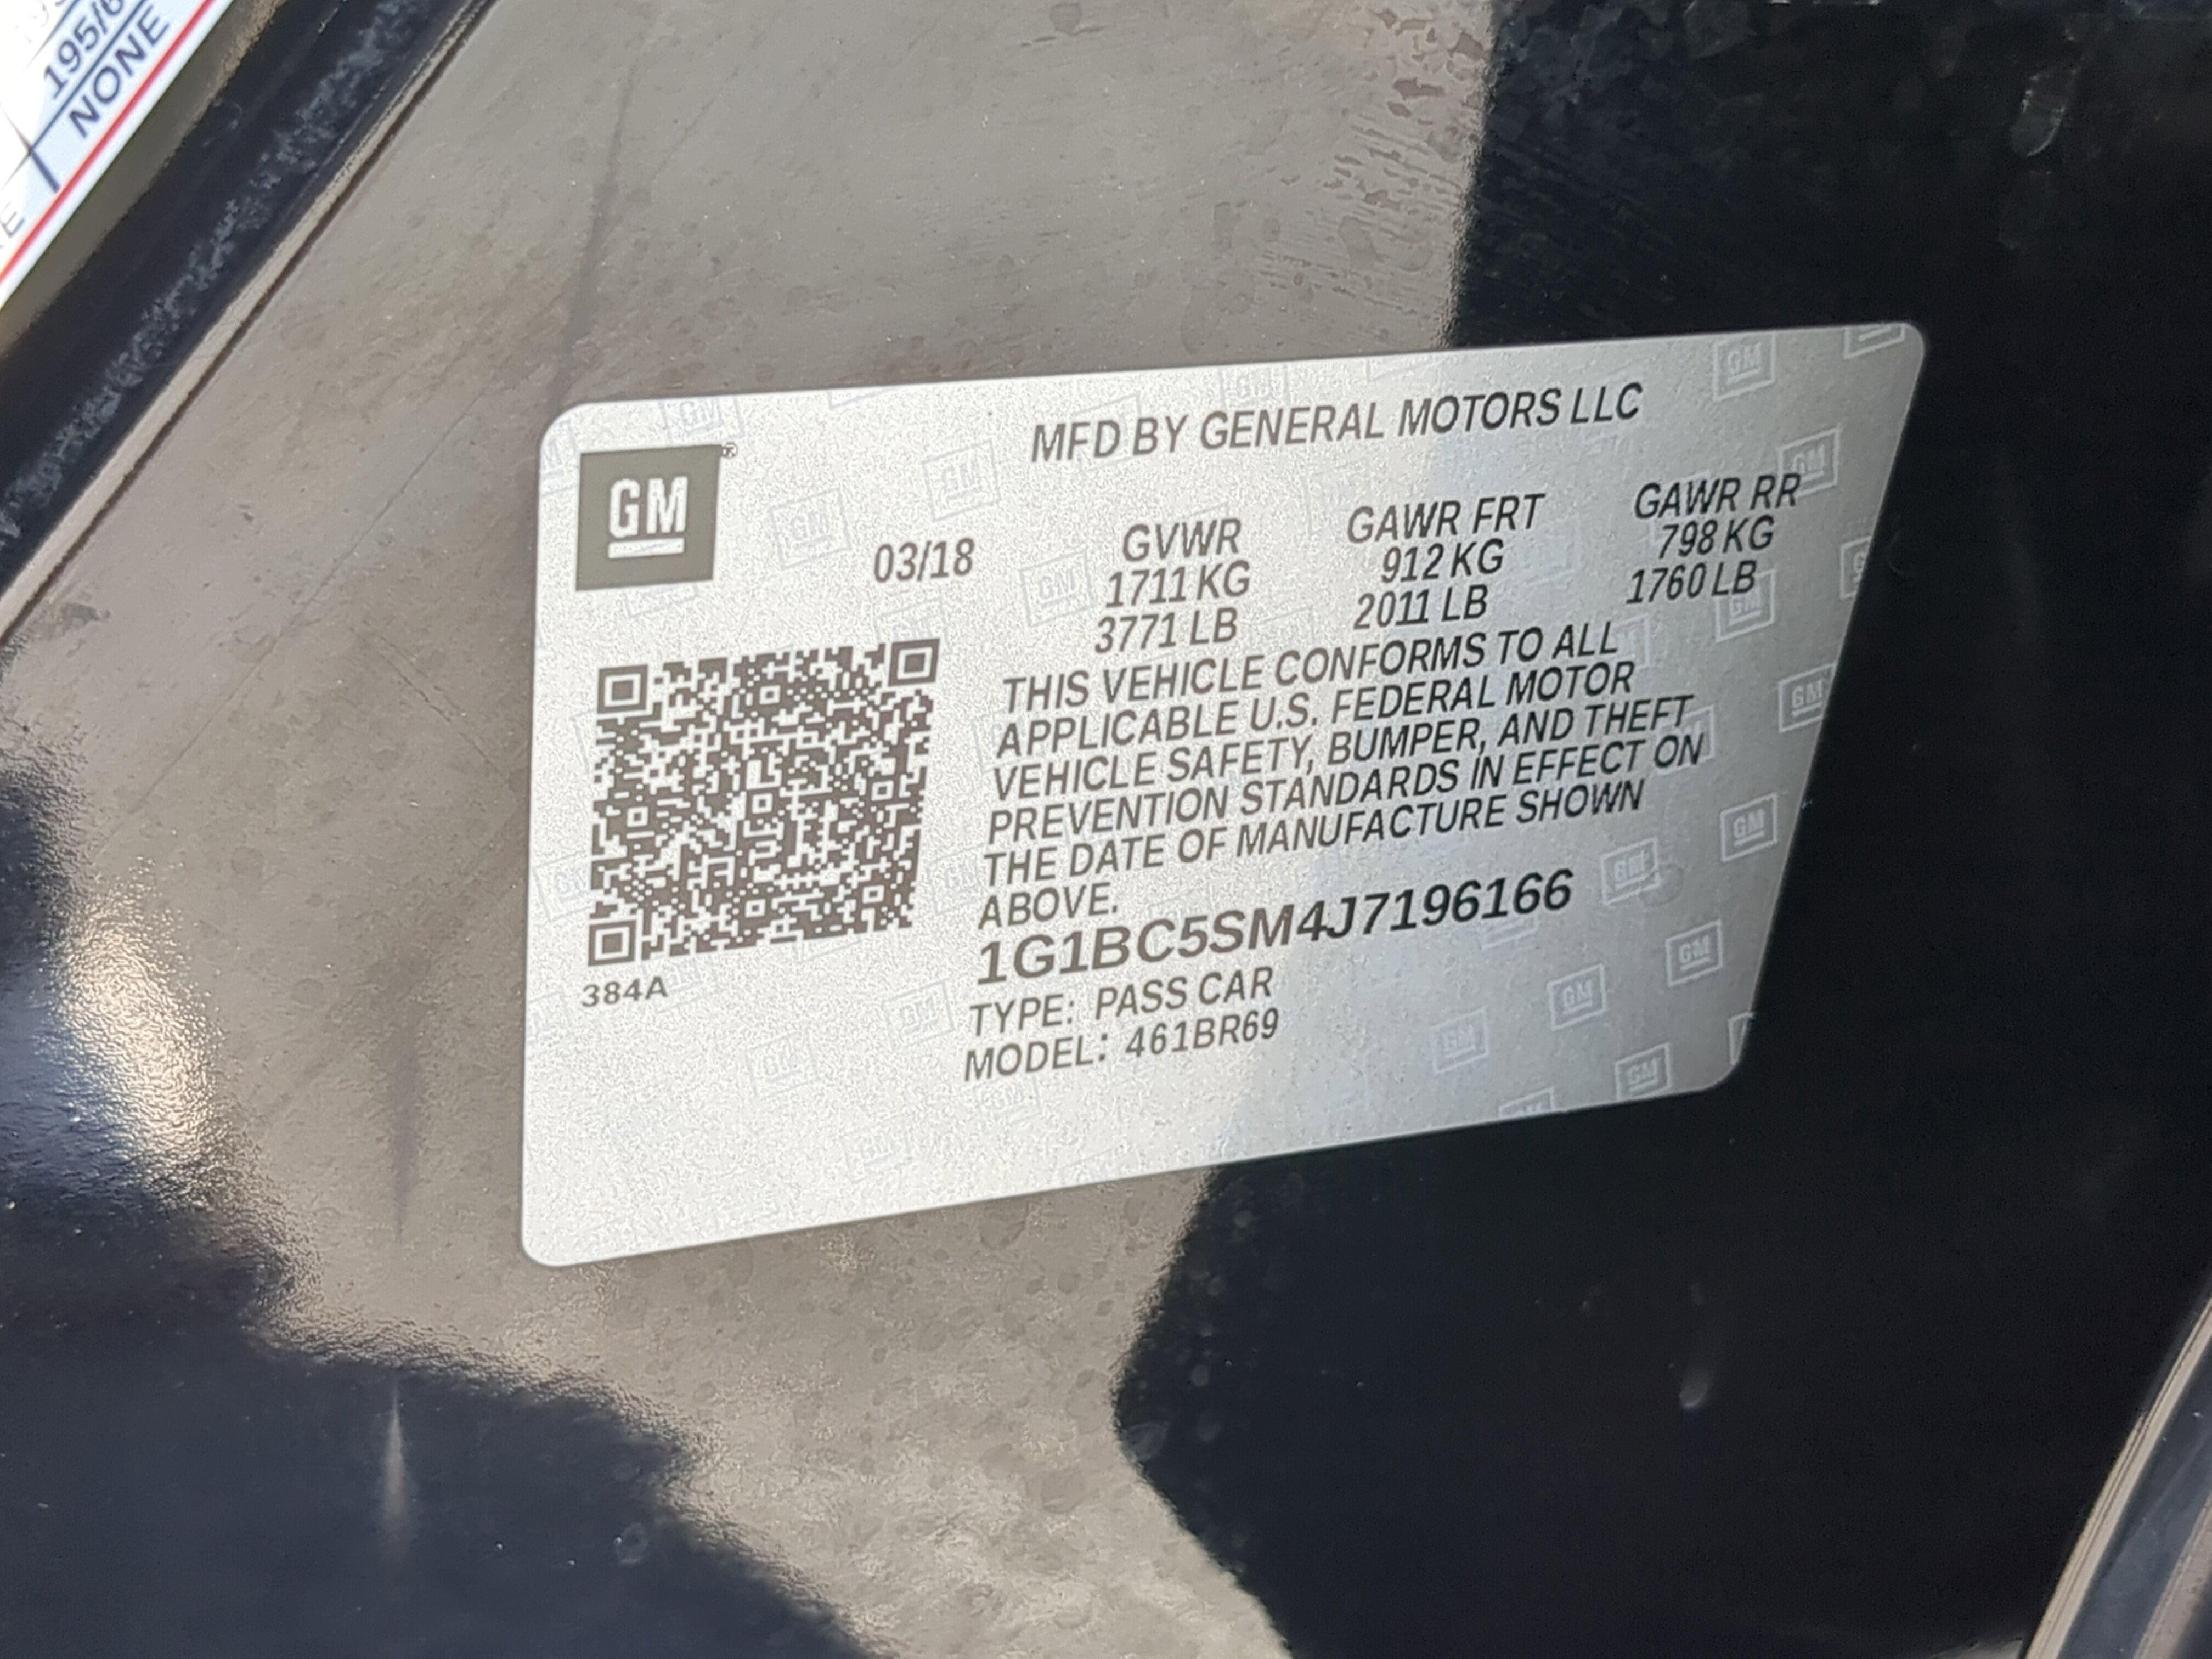 195/6
NONE
GM
MFD BY GENERAL MOTORS LLC
03/18
GVWR GAWR FRT GAWR RR
1711 KG 912 KG 798 KG
3771 LB 2011 LB 1760 LB
THIS VEHICLE CONFORMS TO ALL
APPLICABLE U.S. FEDERAL MOTOR
VEHICLE SAFETY, BUMPER, AND THEFT
PREVENTION STANDARDS IN EFFECT ON
THE DATE OF MANUFACTURE SHOWN
ABOVE.
1G1BC5SM4J7196166
384A
TYPE: PASS CAR
MODEL: 461BR69